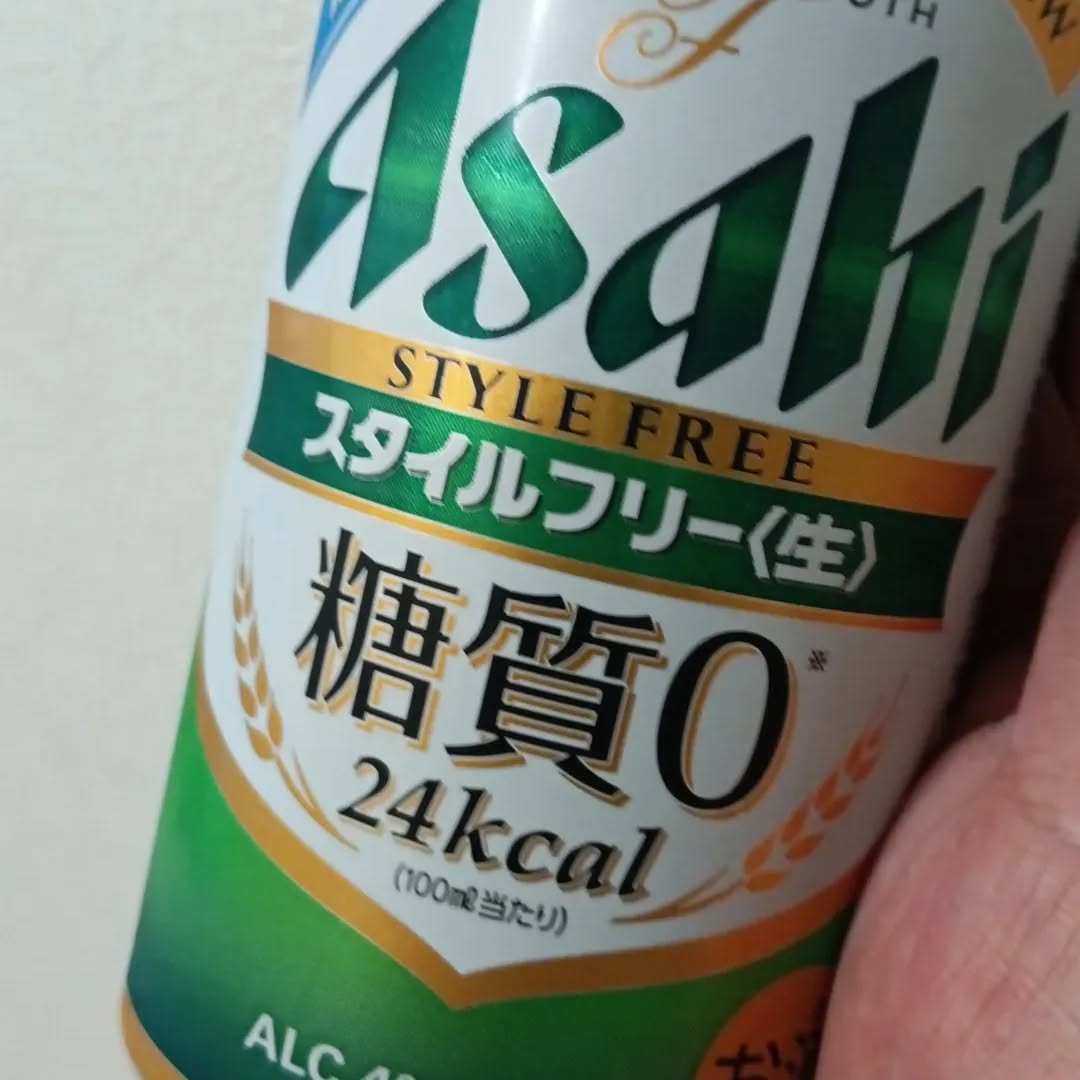 Asahi
STYLE FREE
スタイルフリー〈生〉
糖質0※
24kcal
(100㎖当たり)
ALC.